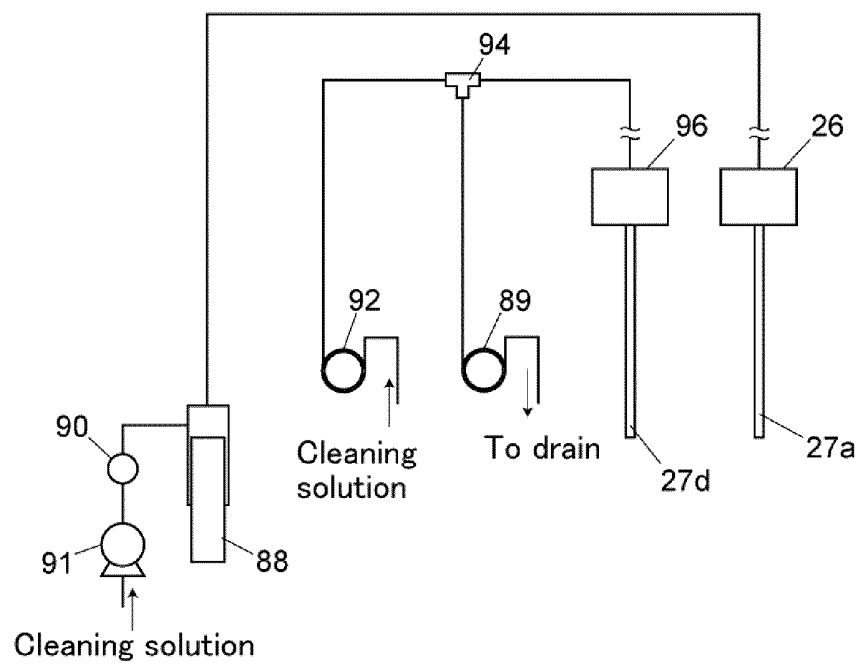 94
96
26
92
89
90
Cleaning
solution
To drain
27d
27a
91
88
Cleaning solution